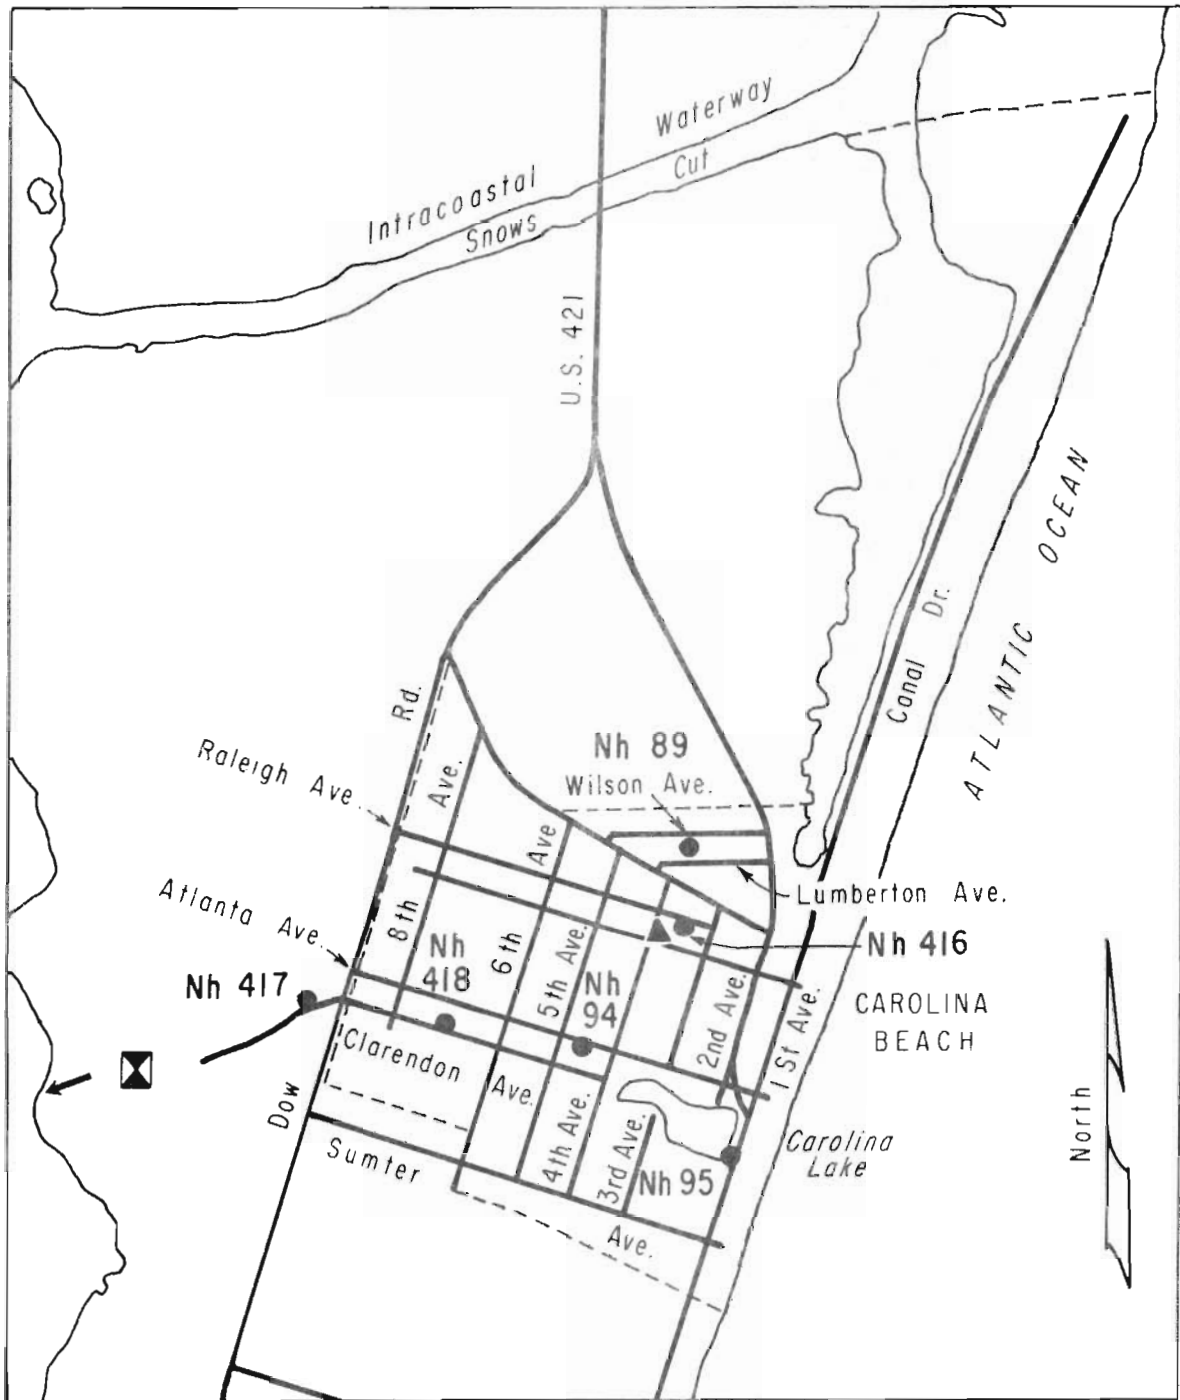 Waterway
Intracoastal
Cut
Snows
U.S. 421
OCEAN
ATLANTIC
Canal Dr.
Rd.
Nh 89
Wilson Ave.
Raleigh Ave.
Ave.
Ave
Atlanta Ave.
Lumberton Ave.
8th
6th
5th Ave.
Nh
418
Nh 416
Nh 417
Nh
94
2nd Ave.
1 St Ave.
CAROLINA
BEACH
Clarendon
Ave.
Dow
4th Ave.
3rd Ave.
Sumter
Ave.
Nh 95
Carolina
Lake
North